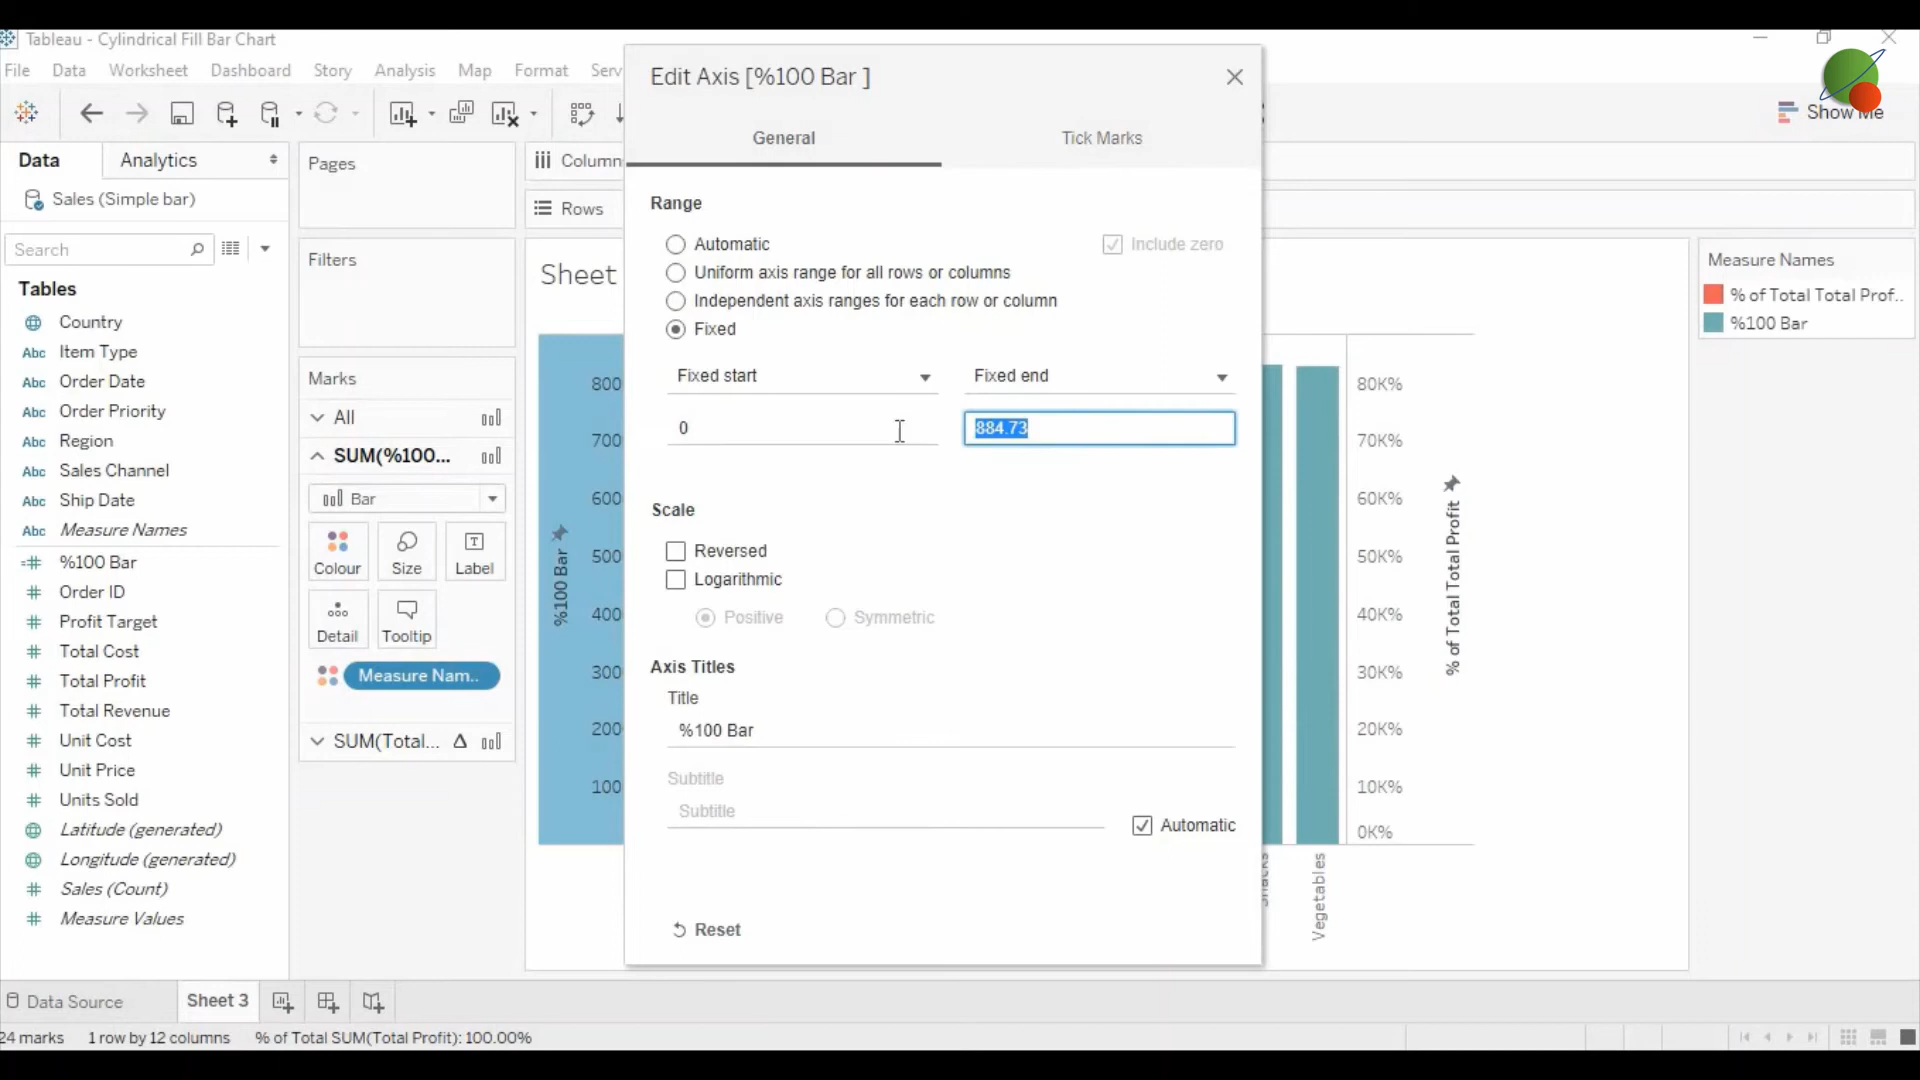 Tableau - Cylindrical Fill Bar Chart
File Data Worksheet Dashboard Story Analysis Map Format Serv
Show Me
Data Analytics
Sales (Simple bar)
Search
Tables
Country
Abc Item Type
Abc Order Date
Abc Order Priority
Abc Region
Abc Sales Channel
Abc Ship Date
Abc Measure Names
%100 Bar
Order ID
Profit Target
Total Cost
Total Profit
Total Revenue
Unit Cost
Unit Price
Units Sold
Latitude (generated)
Longitude (generated)
Sales (Count)
Measure Values
Pages
Filters
Marks
All
SUM(%100...
Bar
Colour Size Label
Detail Tooltip
Measure Nam..
SUM(Total... Δ
Column
Rows
Sheet
800
700
600
500
400
300
200
100
%100 Bar
Edit Axis [%100 Bar ]
General Tick Marks
Range
Automatic Include zero
Uniform axis range for all rows or columns
Independent axis ranges for each row or column
Fixed
Fixed start Fixed end
0 884.73
Scale
Reversed
Logarithmic
Positive Symmetric
Axis Titles
Title
%100 Bar
Subtitle
Subtitle
Automatic
Reset
80K%
70K%
60K%
50K%
40K%
30K%
20K%
10K%
0K%
% of Total Total Profit
Snacks
Vegetables
Measure Names
% of Total Total Prof..
%100 Bar
Data Source Sheet 3
24 marks 1 row by 12 columns % of Total SUM(Total Profit): 100.00%